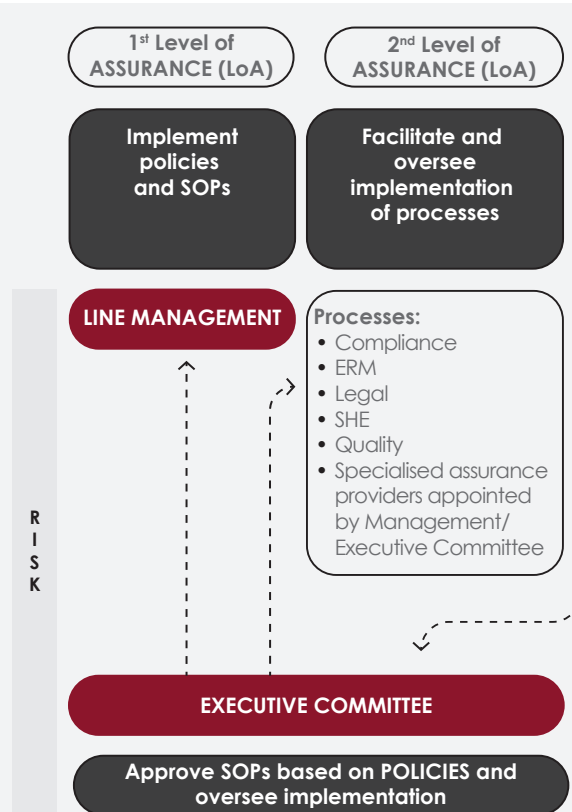 1st Level of
ASSURANCE (LoA)
2nd Level of
ASSURANCE (LoA)
Implement
policies
and SOPs
Facilitate and
oversee
implementation
of processes
LINE MANAGEMENT
Processes:
• Compliance
• ERM
• Legal
• SHE
• Quality
• Specialised assurance
providers appointed
by Management/
Executive Committee
R
I
S
K
EXECUTIVE COMMITTEE
Approve SOPs based on POLICIES and
oversee implementation